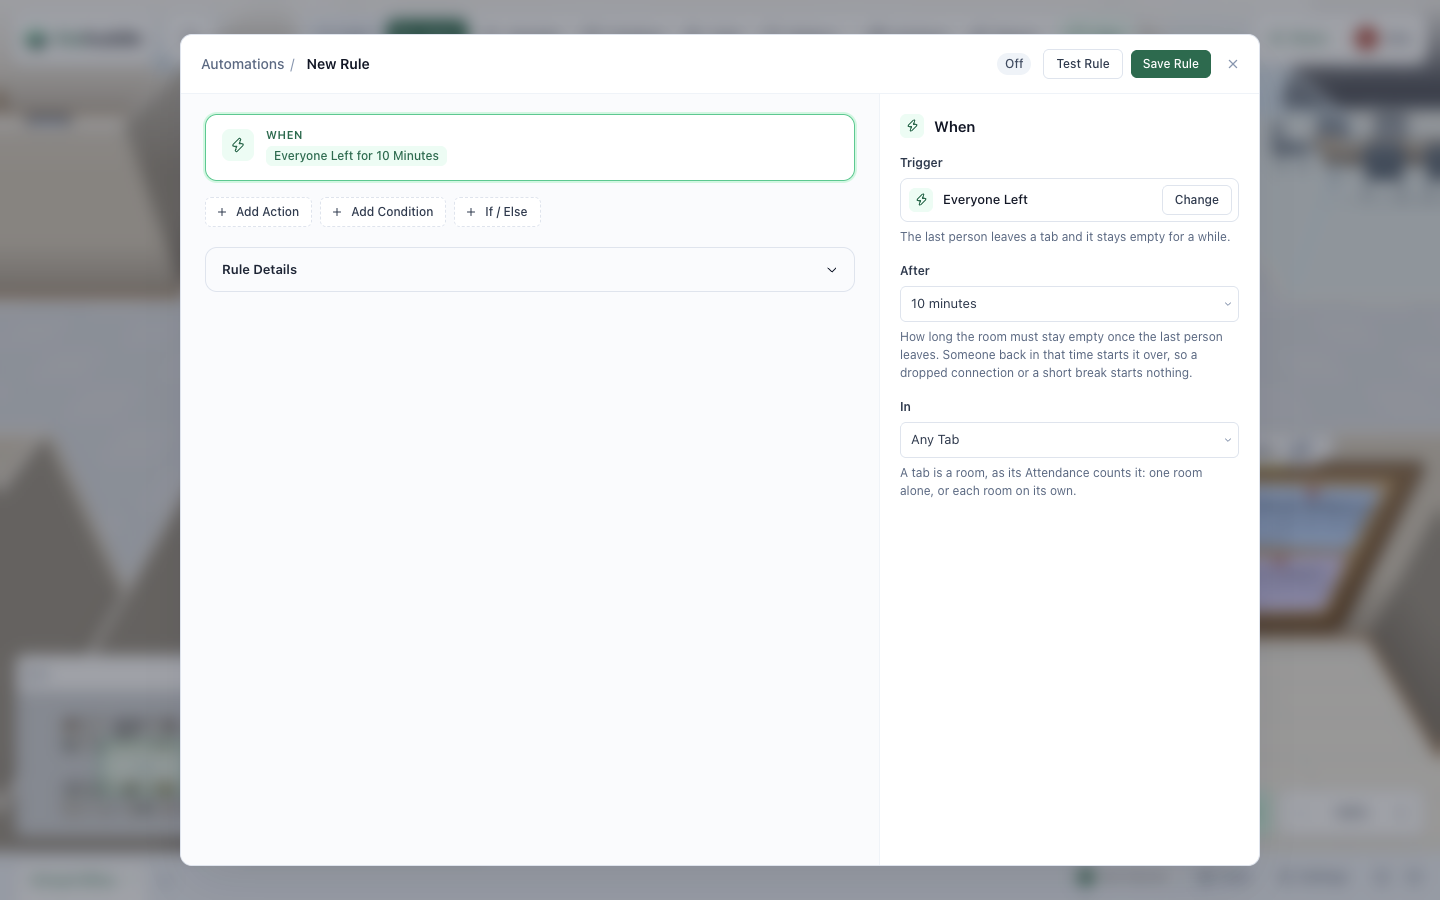 Automations / New Rule
Off
Test Rule
Save Rule
WHEN
Everyone Left for 10 Minutes
Add Action
Add Condition
If / Else
Rule Details
When
Trigger
Everyone Left
Change
The last person leaves a tab and it stays empty for a while.
After
10 minutes
How long the room must stay empty once the last person
leaves. Someone back in that time starts it over, so a
dropped connection or a short break starts nothing.
In
Any Tab
A tab is a room, as its Attendance counts it: one room
alone, or each room on its own.